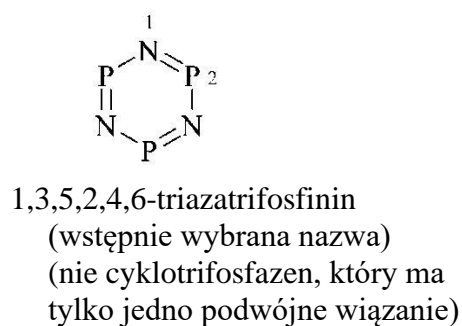 1
N
P P 2
N N
P
1,3,5,2,4,6-triazatrifosfinin
(wstępnie wybrana nazwa)
(nie cyklotrifosfazen, który ma
tylko jedno podwójne wiązanie)